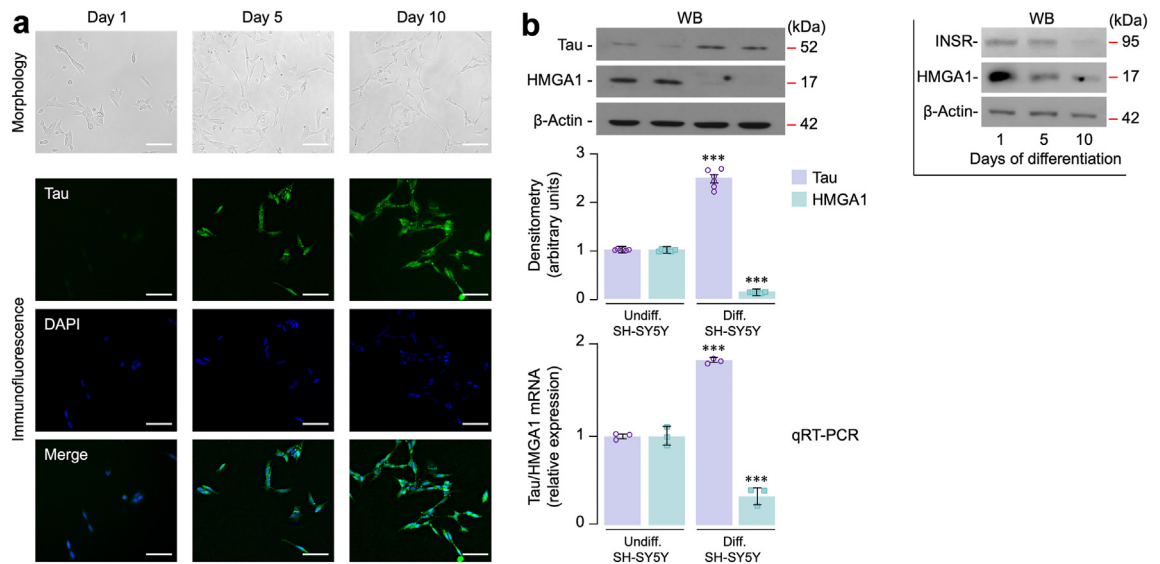 a
Day 1
Day 5
Day 10
Morphology
Immunofluorescence
Tau
DAPI
Merge
b
WB
(kDa)
Tau -
52
HMGA1 -
17
β-Actin -
42
Densitometry
(arbitrary units)
3
2
1
0
***
***
Tau
HMGA1
Undiff.
SH-SY5Y
Diff.
SH-SY5Y
Tau/HMGA1 mRNA
(relative expression)
2
1
0
***
***
qRT-PCR
Undiff.
SH-SY5Y
Diff.
SH-SY5Y
WB
(kDa)
INSR-
95
HMGA1-
17
β-Actin-
42
1 5 10
Days of differentiation